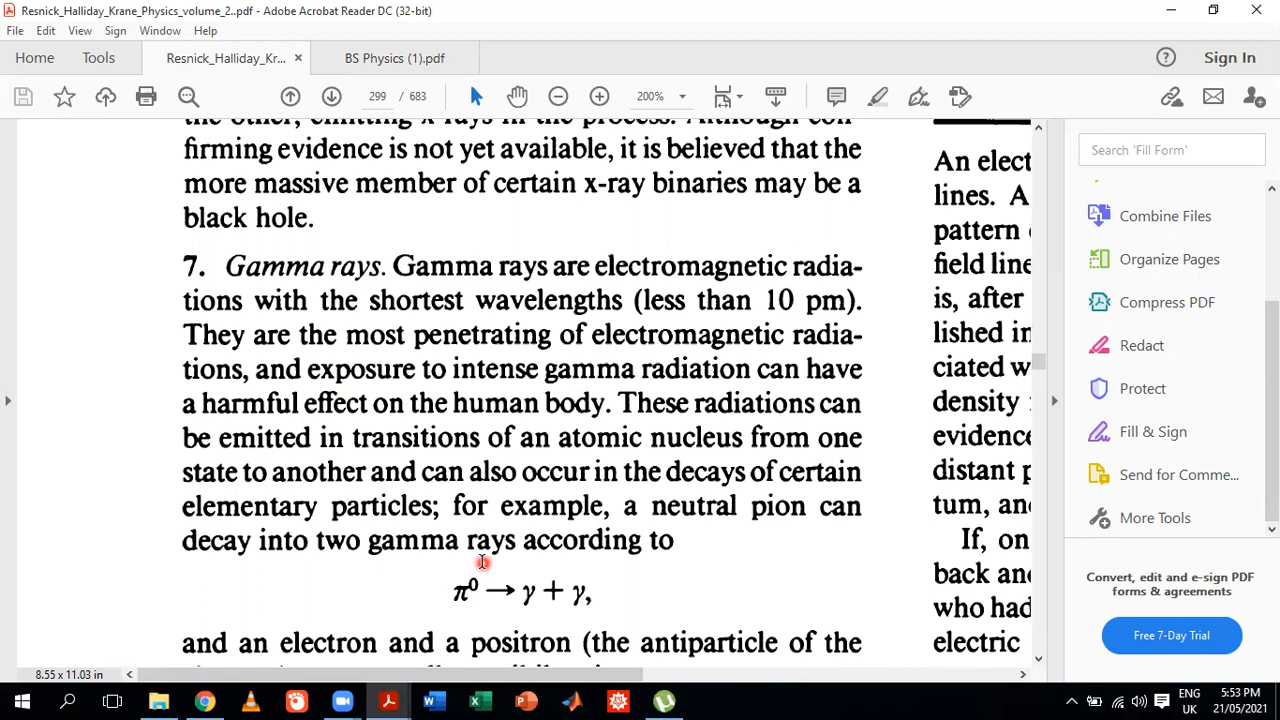 Resnick_Halliday_Krane_Physics_volume_2..pdf - Adobe Acrobat Reader DC (32-bit)
File Edit View Sign Window Help
Home Tools Resnick_Halliday_Kr... × BS Physics (1).pdf Sign In
299 / 683 200%
the other, emitting x rays in the process. Although con-
firming evidence is not yet available, it is believed that the
more massive member of certain x-ray binaries may be a
black hole.
7. Gamma rays. Gamma rays are electromagnetic radia-
tions with the shortest wavelengths (less than 10 pm).
They are the most penetrating of electromagnetic radia-
tions, and exposure to intense gamma radiation can have
a harmful effect on the human body. These radiations can
be emitted in transitions of an atomic nucleus from one
state to another and can also occur in the decays of certain
elementary particles; for example, a neutral pion can
decay into two gamma rays according to
π⁰ → γ + γ,
and an electron and a positron (the antiparticle of the
An elect
lines. A
pattern
field line
is, after
lished in
ciated w
density
evidence
distant p
tum, and
If, on
back and
who had
electric
Search 'Fill Form'
Combine Files
Organize Pages
Compress PDF
Redact
Protect
Fill & Sign
Send for Comme...
More Tools
Convert, edit and e-sign PDF
forms & agreements
Free 7-Day Trial
8.55 x 11.03 in
ENG
UK
5:53 PM
21/05/2021